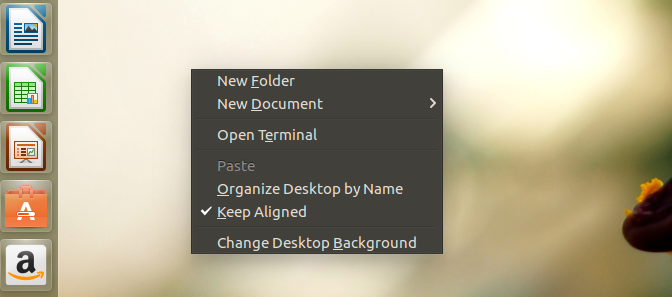 New Folder
New Document
Open Terminal
Paste
Organize Desktop by Name
Keep Aligned
Change Desktop Background
A
a